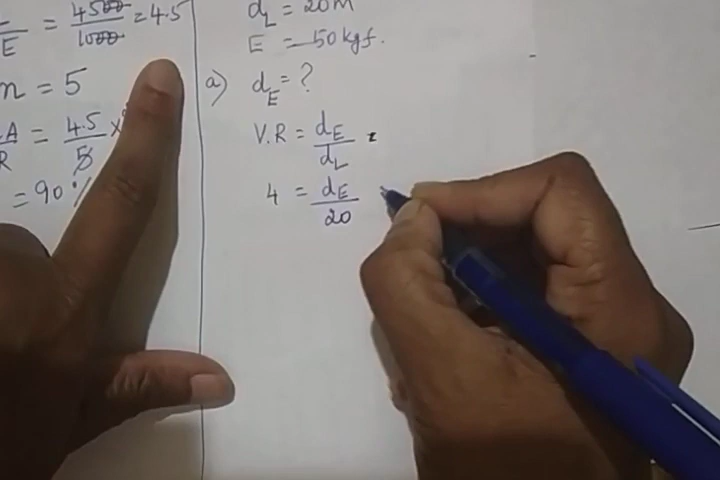 E = 4500/1000 = 4.5
n = 5
A/R = 4.5/5 ×
= 90%
d_L = 20m
E = 50 kgf.
a) d_E = ?
V.R = d_E/d_L =
4 = d_E/20